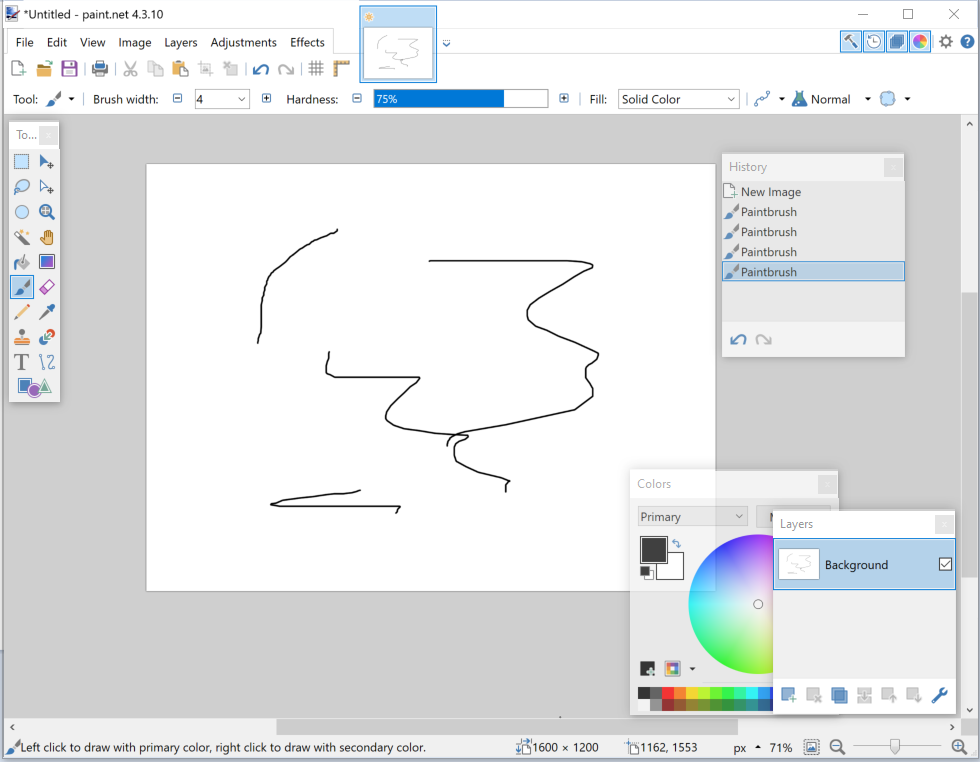 *Untitled - paint.net 4.3.10
File Edit View Image Layers Adjustments Effects
Tool: Brush width: 4 Hardness: 75% Fill: Solid Color Normal
To...
History
New Image
Paintbrush
Paintbrush
Paintbrush
Paintbrush
Colors
Primary
Layers
Background
Left click to draw with primary color, right click to draw with secondary color. 1600 × 1200 1162, 1553 px 71%